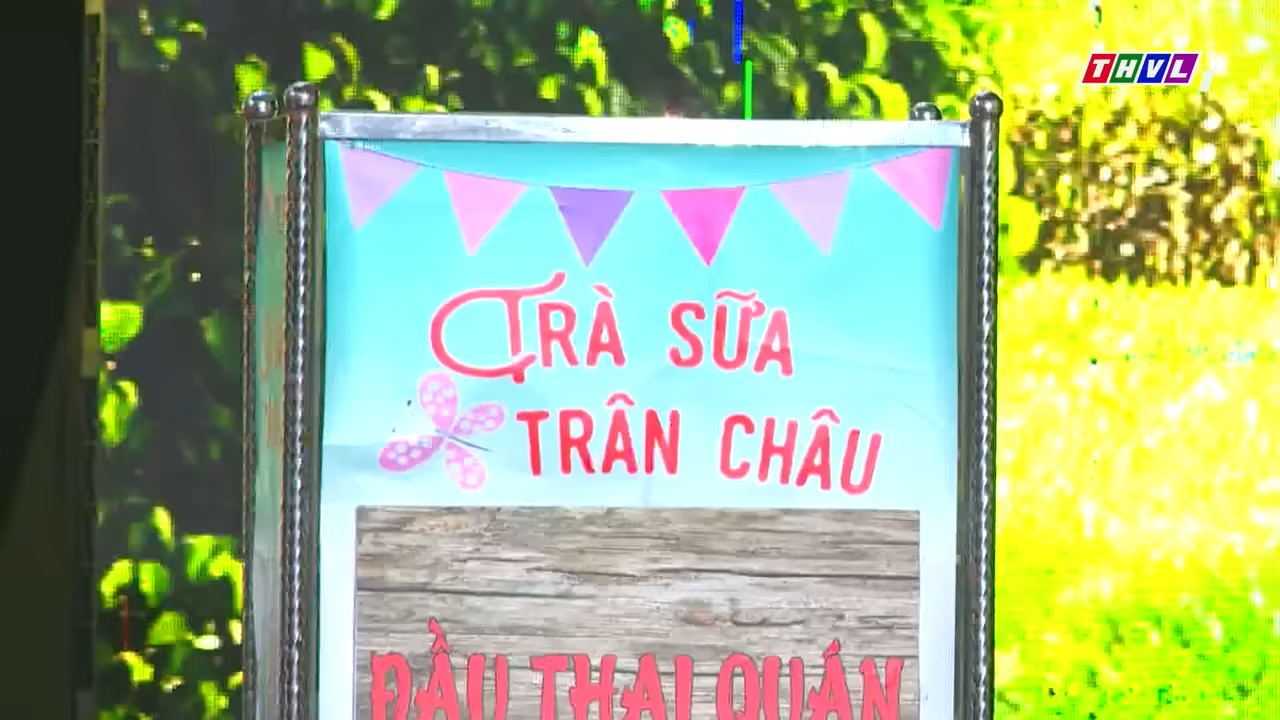 THVL
TRÀ SỮA
TRÂN CHÂU
ĐẦU THAI QUÁN